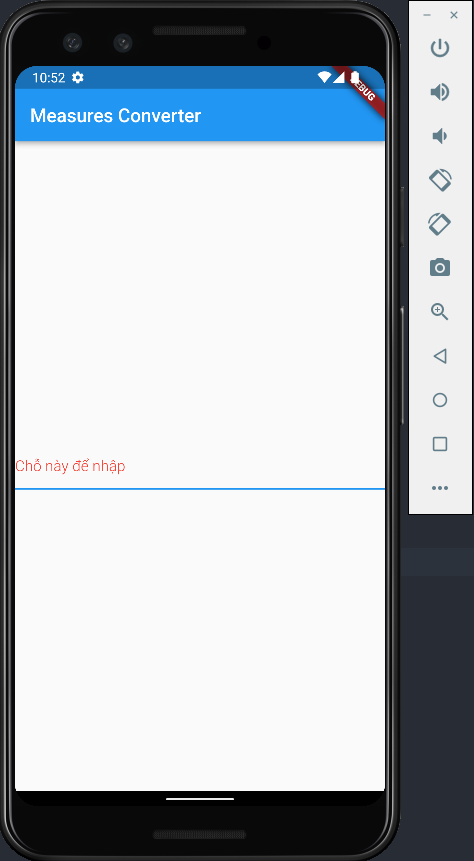 10:52
DEBUG
Measures Converter
Chỗ này để nhập